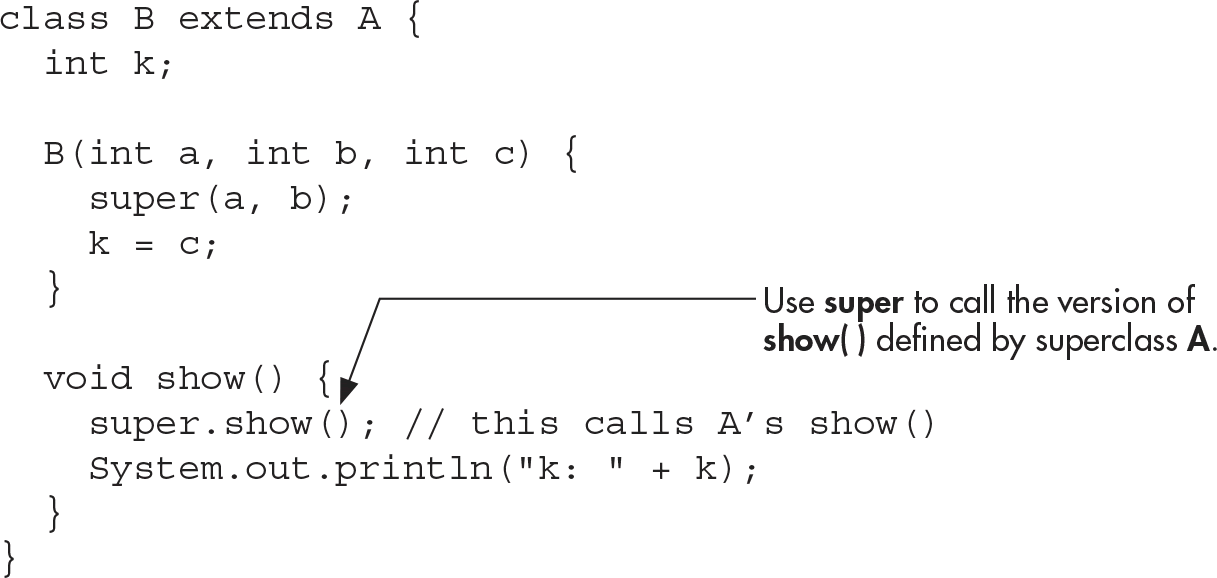 class B extends A {
  int k;

  B(int a, int b, int c) {
    super(a, b);
    k = c;
  }
Use super to call the version of
show( ) defined by superclass A.
  void show() {
    super.show(); // this calls A’s show()
    System.out.println("k: " + k);
  }
}